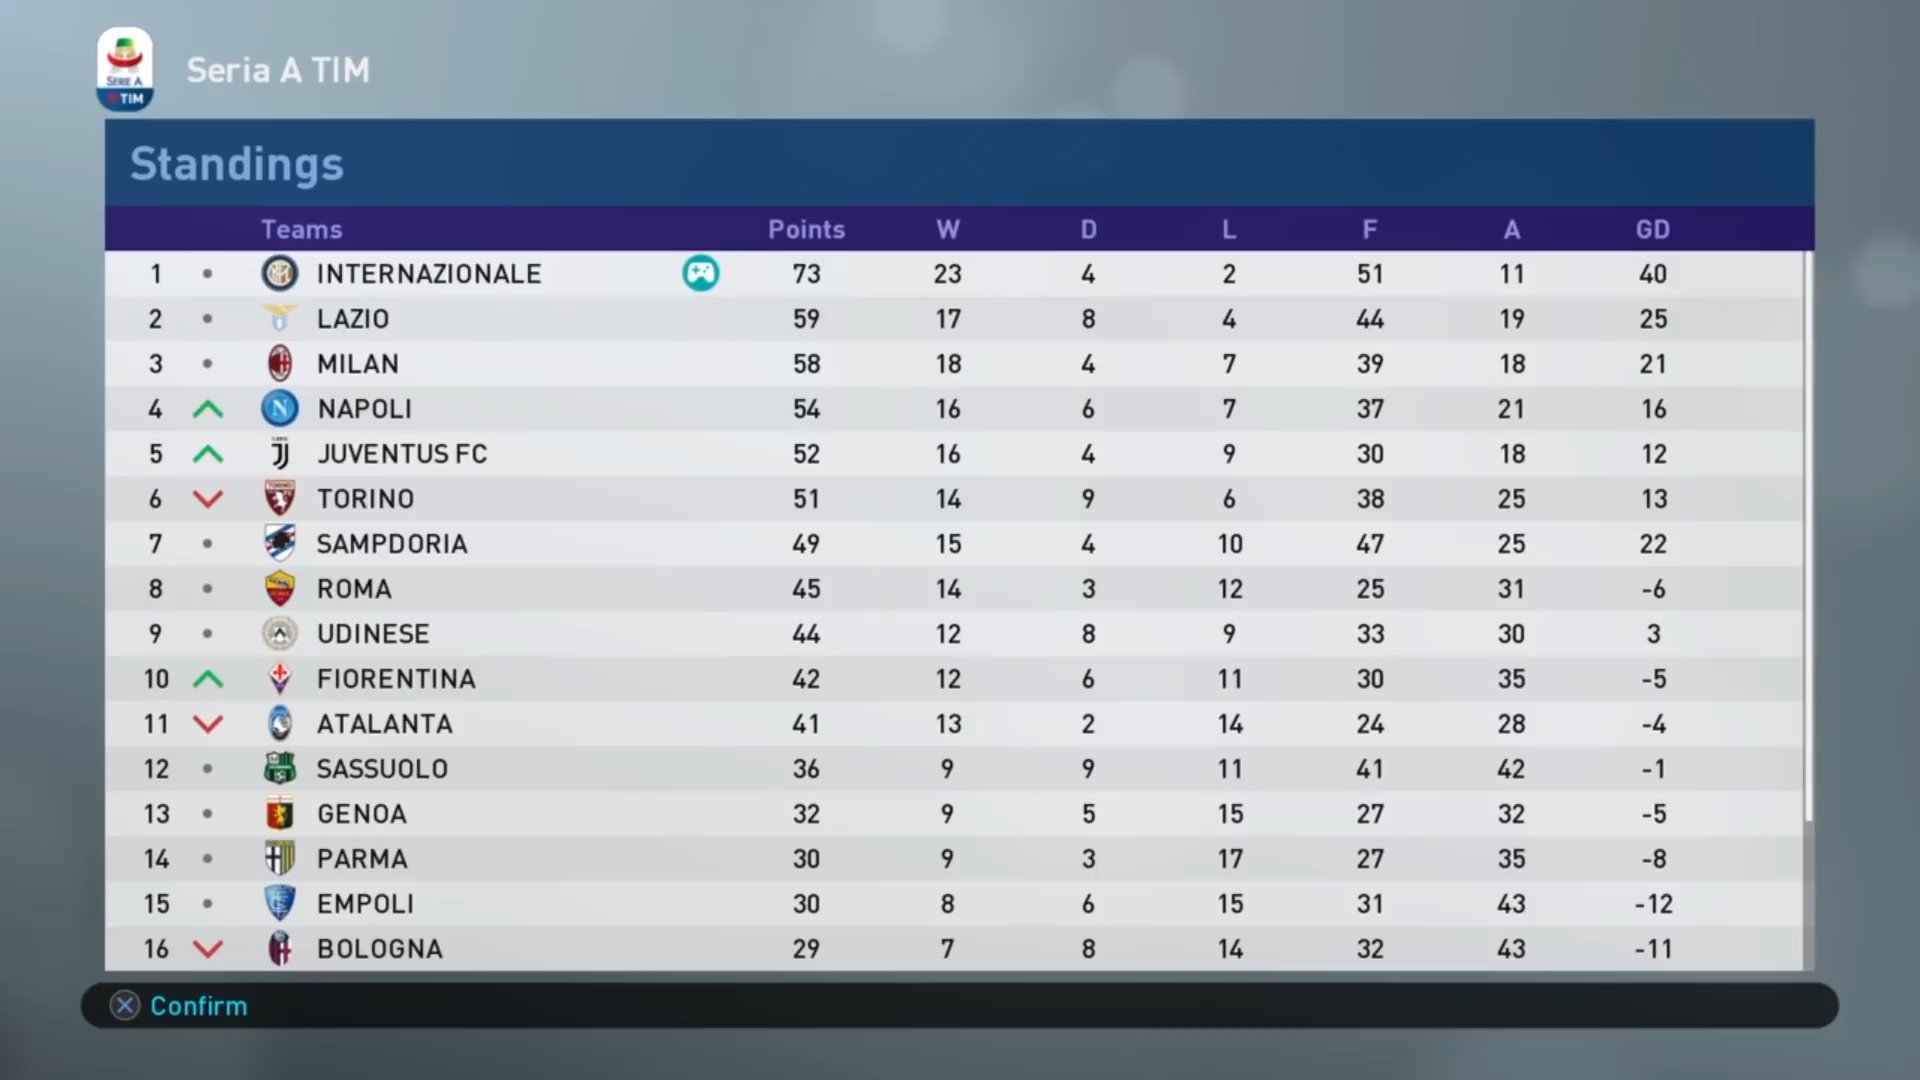 SERIE A
TIM
Seria A TIM
Standings
Teams Points W D L F A GD
1 INTERNAZIONALE 73 23 4 2 51 11 40
2 LAZIO 59 17 8 4 44 19 25
3 MILAN 58 18 4 7 39 18 21
4 NAPOLI 54 16 6 7 37 21 16
5 JUVENTUS FC 52 16 4 9 30 18 12
6 TORINO 51 14 9 6 38 25 13
7 SAMPDORIA 49 15 4 10 47 25 22
8 ROMA 45 14 3 12 25 31 -6
9 UDINESE 44 12 8 9 33 30 3
10 FIORENTINA 42 12 6 11 30 35 -5
11 ATALANTA 41 13 2 14 24 28 -4
12 SASSUOLO 36 9 9 11 41 42 -1
13 GENOA 32 9 5 15 27 32 -5
14 PARMA 30 9 3 17 27 35 -8
15 EMPOLI 30 8 6 15 31 43 -12
16 BOLOGNA 29 7 8 14 32 43 -11
Confirm